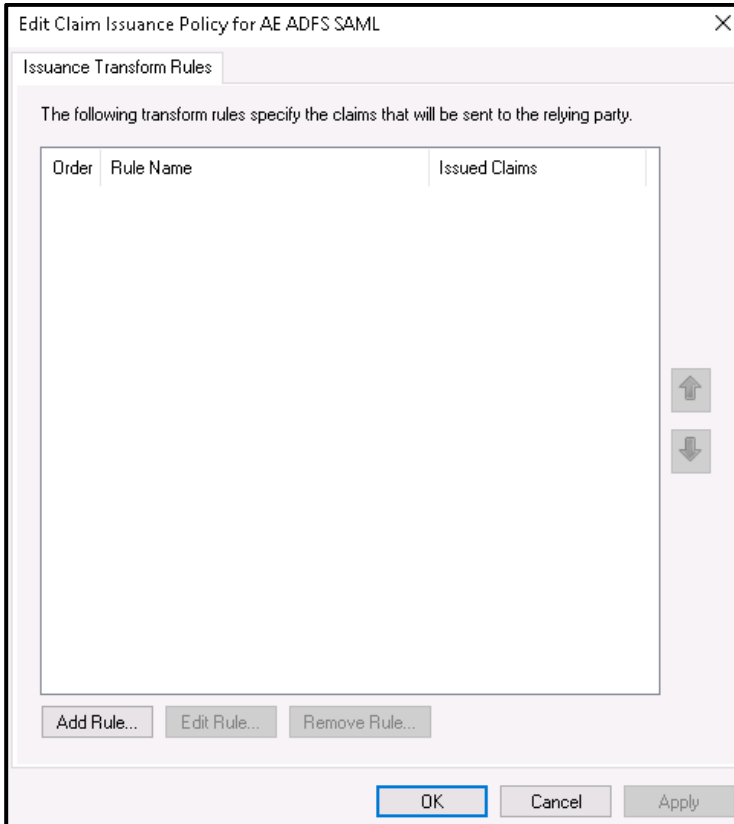 Edit Claim Issuance Policy for AE ADFS SAML
Issuance Transform Rules
The following transform rules specify the claims that will be sent to the relying party.
Order Rule Name Issued Claims
Add Rule... Edit Rule... Remove Rule...
OK Cancel Apply